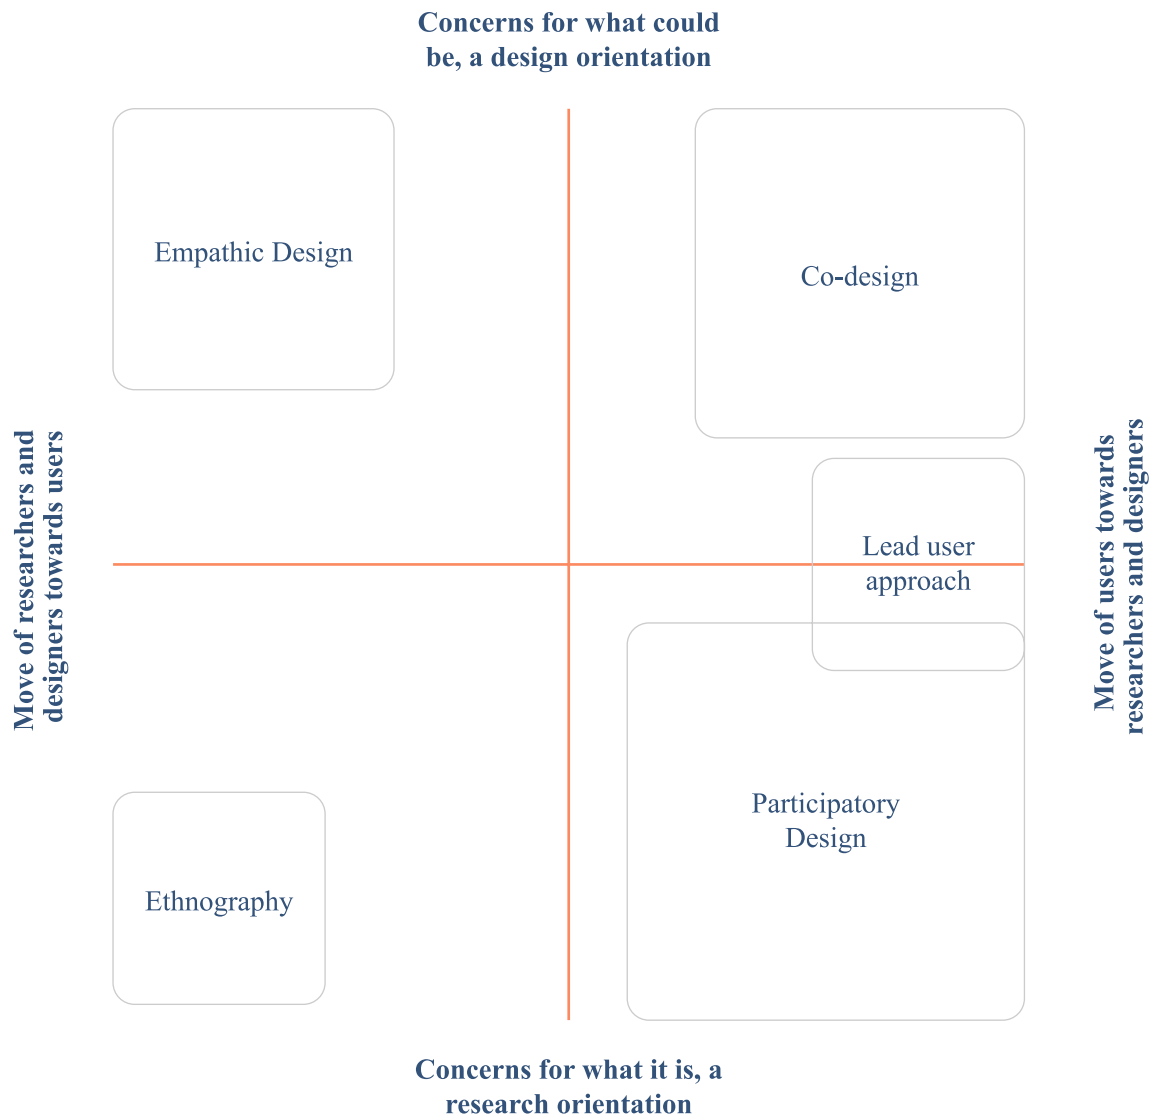 Concerns for what could
be, a design orientation
Empathic Design
Co-design
Move of researchers and
designers towards users
Move of users towards
researchers and designers
Lead user
approach
Participatory
Design
Ethnography
Concerns for what it is, a
research orientation